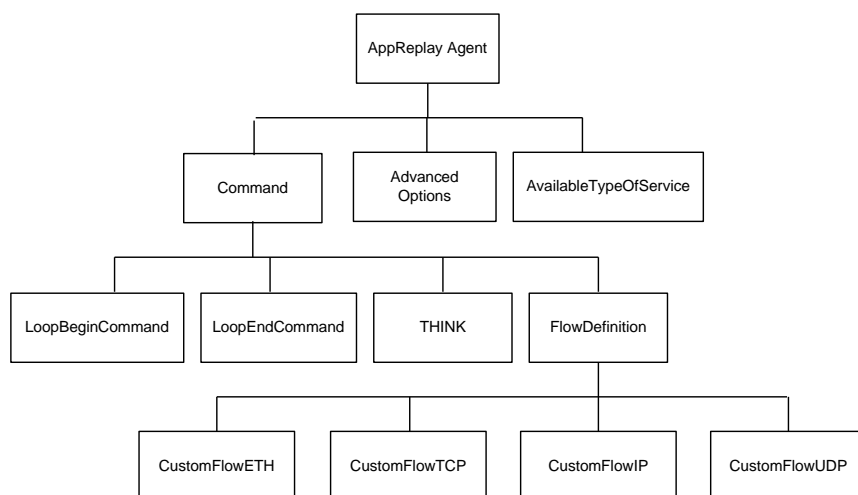 AppReplay Agent
Command
Advanced
Options
AvailableTypeOfService
LoopBeginCommand
LoopEndCommand
THINK
FlowDefinition
CustomFlowETH
CustomFlowTCP
CustomFlowIP
CustomFlowUDP